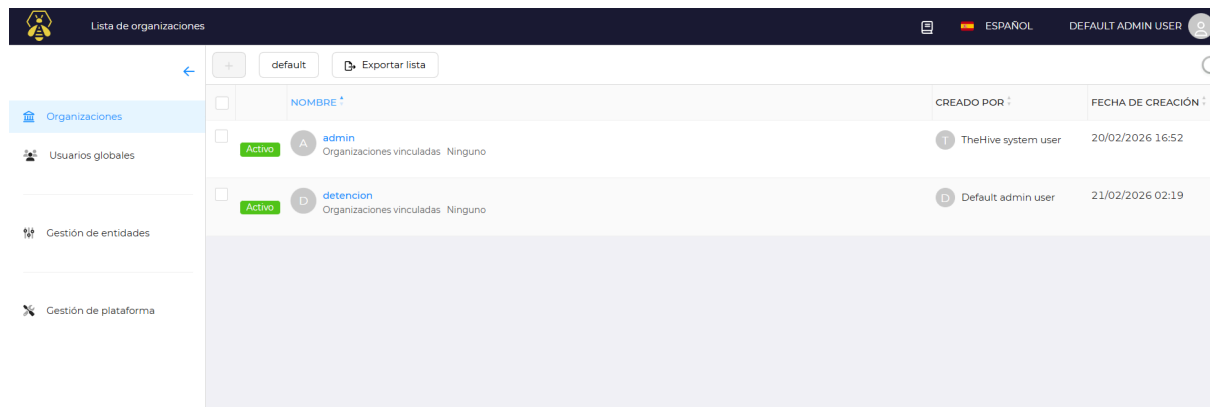 Lista de organizaciones ESPAÑOL DEFAULT ADMIN USER
+ default Exportar lista
NOMBRE CREADO POR FECHA DE CREACIÓN
Organizaciones
Usuarios globales
Gestión de entidades
Gestión de plataforma
Activo A admin T TheHive system user 20/02/2026 16:52
Organizaciones vinculadas Ninguno
Activo D detencion D Default admin user 21/02/2026 02:19
Organizaciones vinculadas Ninguno